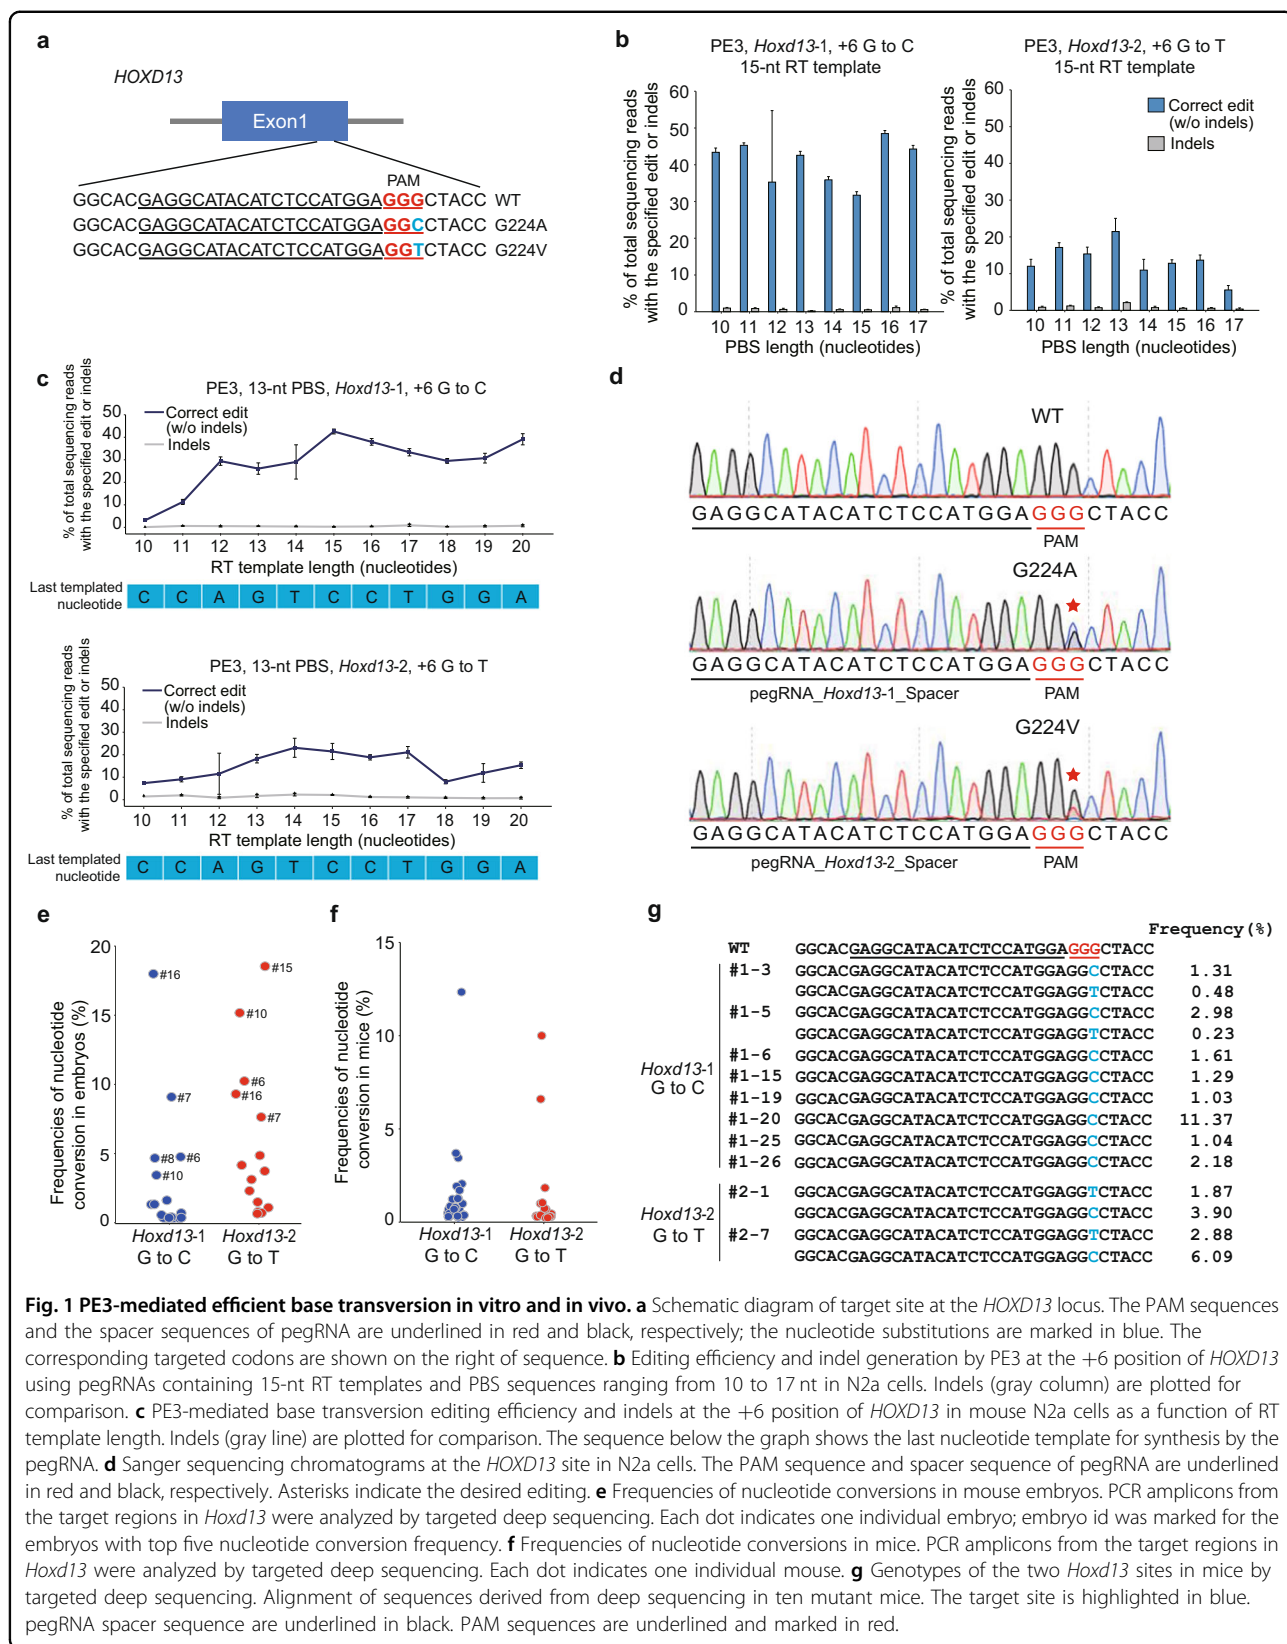 a
HOXD13
Exon1
PAM
GGCACGAGGCATACATCTCCATGGAGGGCTACC WT
GGCACGAGGCATACATCTCCATGGAGGCCTACC G224A
GGCACGAGGCATACATCTCCATGGAGGTCTACC G224V
b
PE3, Hoxd13-1, +6 G to C
15-nt RT template
% of total sequencing reads
with the specified edit or indels
60
50
40
30
20
10
0
10 11 12 13 14 15 16 17
PBS length (nucleotides)
PE3, Hoxd13-2, +6 G to T
15-nt RT template
% of total sequencing reads
with the specified edit or indels
60
50
40
30
20
10
0
Correct edit
(w/o indels)
Indels
10 11 12 13 14 15 16 17
PBS length (nucleotides)
c
PE3, 13-nt PBS, Hoxd13-1, +6 G to C
% of total sequencing reads
with the specified edit or indels
50
40
30
20
10
0
Correct edit
(w/o indels)
Indels
10 11 12 13 14 15 16 17 18 19 20
RT template length (nucleotides)
Last templated
nucleotide
C C A G T C C T G G A
PE3, 13-nt PBS, Hoxd13-2, +6 G to T
% of total sequencing reads
with the specified edit or indels
50
40
30
20
10
0
Correct edit
(w/o indels)
Indels
10 11 12 13 14 15 16 17 18 19 20
RT template length (nucleotides)
Last templated
nucleotide
C C A G T C C T G G A
d
WT
GAGGCATACATCTCCATGGAGGGCTACC
PAM
G224A
GAGGCATACATCTCCATGGAGGGCTACC
pegRNA_Hoxd13-1_Spacer PAM
G224V
GAGGCATACATCTCCATGGAGGGCTACC
pegRNA_Hoxd13-2_Spacer PAM
e
Frequencies of nucleotide
conversion in embryos (%)
20
15
10
5
0
#16
#7
#8
#6
#10
#15
#10
#6
#16
#7
Hoxd13-1
G to C
Hoxd13-2
G to T
f
Frequencies of nucleotide
conversion in mice (%)
15
10
5
0
Hoxd13-1
G to C
Hoxd13-2
G to T
g
Frequency(%)
WT GGCACGAGGCATACATCTCCATGGAGGGCTACC
Hoxd13-1
G to C
#1-3 GGCACGAGGCATACATCTCCATGGAGGCCTACC 1.31
GGCACGAGGCATACATCTCCATGGAGGTCTACC 0.48
#1-5 GGCACGAGGCATACATCTCCATGGAGGCCTACC 2.98
GGCACGAGGCATACATCTCCATGGAGGTCTACC 0.23
#1-6 GGCACGAGGCATACATCTCCATGGAGGCCTACC 1.61
#1-15 GGCACGAGGCATACATCTCCATGGAGGCCTACC 1.29
#1-19 GGCACGAGGCATACATCTCCATGGAGGCCTACC 1.03
#1-20 GGCACGAGGCATACATCTCCATGGAGGCCTACC 11.37
#1-25 GGCACGAGGCATACATCTCCATGGAGGCCTACC 1.04
#1-26 GGCACGAGGCATACATCTCCATGGAGGCCTACC 2.18
Hoxd13-2
G to T
#2-1 GGCACGAGGCATACATCTCCATGGAGGTCTACC 1.87
GGCACGAGGCATACATCTCCATGGAGGCCTACC 3.90
#2-7 GGCACGAGGCATACATCTCCATGGAGGTCTACC 2.88
GGCACGAGGCATACATCTCCATGGAGGCCTACC 6.09
Fig. 1 PE3-mediated efficient base transversion in vitro and in vivo. a Schematic diagram of target site at the HOXD13 locus. The PAM sequences
and the spacer sequences of pegRNA are underlined in red and black, respectively; the nucleotide substitutions are marked in blue. The
corresponding targeted codons are shown on the right of sequence. b Editing efficiency and indel generation by PE3 at the +6 position of HOXD13
using pegRNAs containing 15-nt RT templates and PBS sequences ranging from 10 to 17 nt in N2a cells. Indels (gray column) are plotted for
comparison. c PE3-mediated base transversion editing efficiency and indels at the +6 position of HOXD13 in mouse N2a cells as a function of RT
template length. Indels (gray line) are plotted for comparison. The sequence below the graph shows the last nucleotide template for synthesis by the
pegRNA. d Sanger sequencing chromatograms at the HOXD13 site in N2a cells. The PAM sequence and spacer sequence of pegRNA are underlined
in red and black, respectively. Asterisks indicate the desired editing. e Frequencies of nucleotide conversions in mouse embryos. PCR amplicons from
the target regions in Hoxd13 were analyzed by targeted deep sequencing. Each dot indicates one individual embryo; embryo id was marked for the
embryos with top five nucleotide conversion frequency. f Frequencies of nucleotide conversions in mice. PCR amplicons from the target regions in
Hoxd13 were analyzed by targeted deep sequencing. Each dot indicates one individual mouse. g Genotypes of the two Hoxd13 sites in mice by
targeted deep sequencing. Alignment of sequences derived from deep sequencing in ten mutant mice. The target site is highlighted in blue.
pegRNA spacer sequence are underlined in black. PAM sequences are underlined and marked in red.